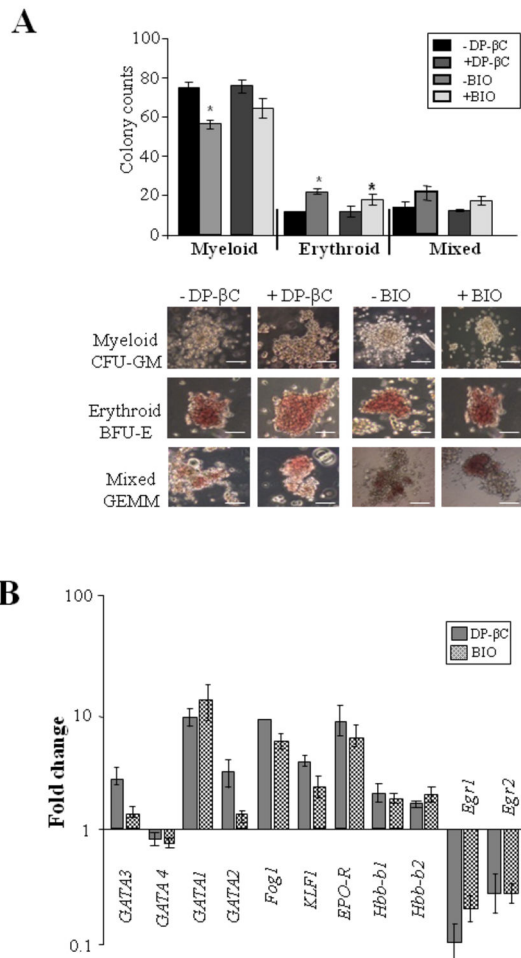 A
- DP-βC
+DP-βC
-BIO
+BIO
Colony counts
100
80
60
40
20
0
*
*
*
Myeloid Erythroid Mixed
- DP-βC + DP-βC -BIO + BIO
Myeloid
CFU-GM
Erythroid
BFU-E
Mixed
GEMM
B
DP-βC
BIO
Fold change
100
10
1
0.1
GATA3
GATA 4
GATA1
GATA2
Fog1
KLF1
EPO-R
Hbb-b1
Hbb-b2
Egr1
Egr2